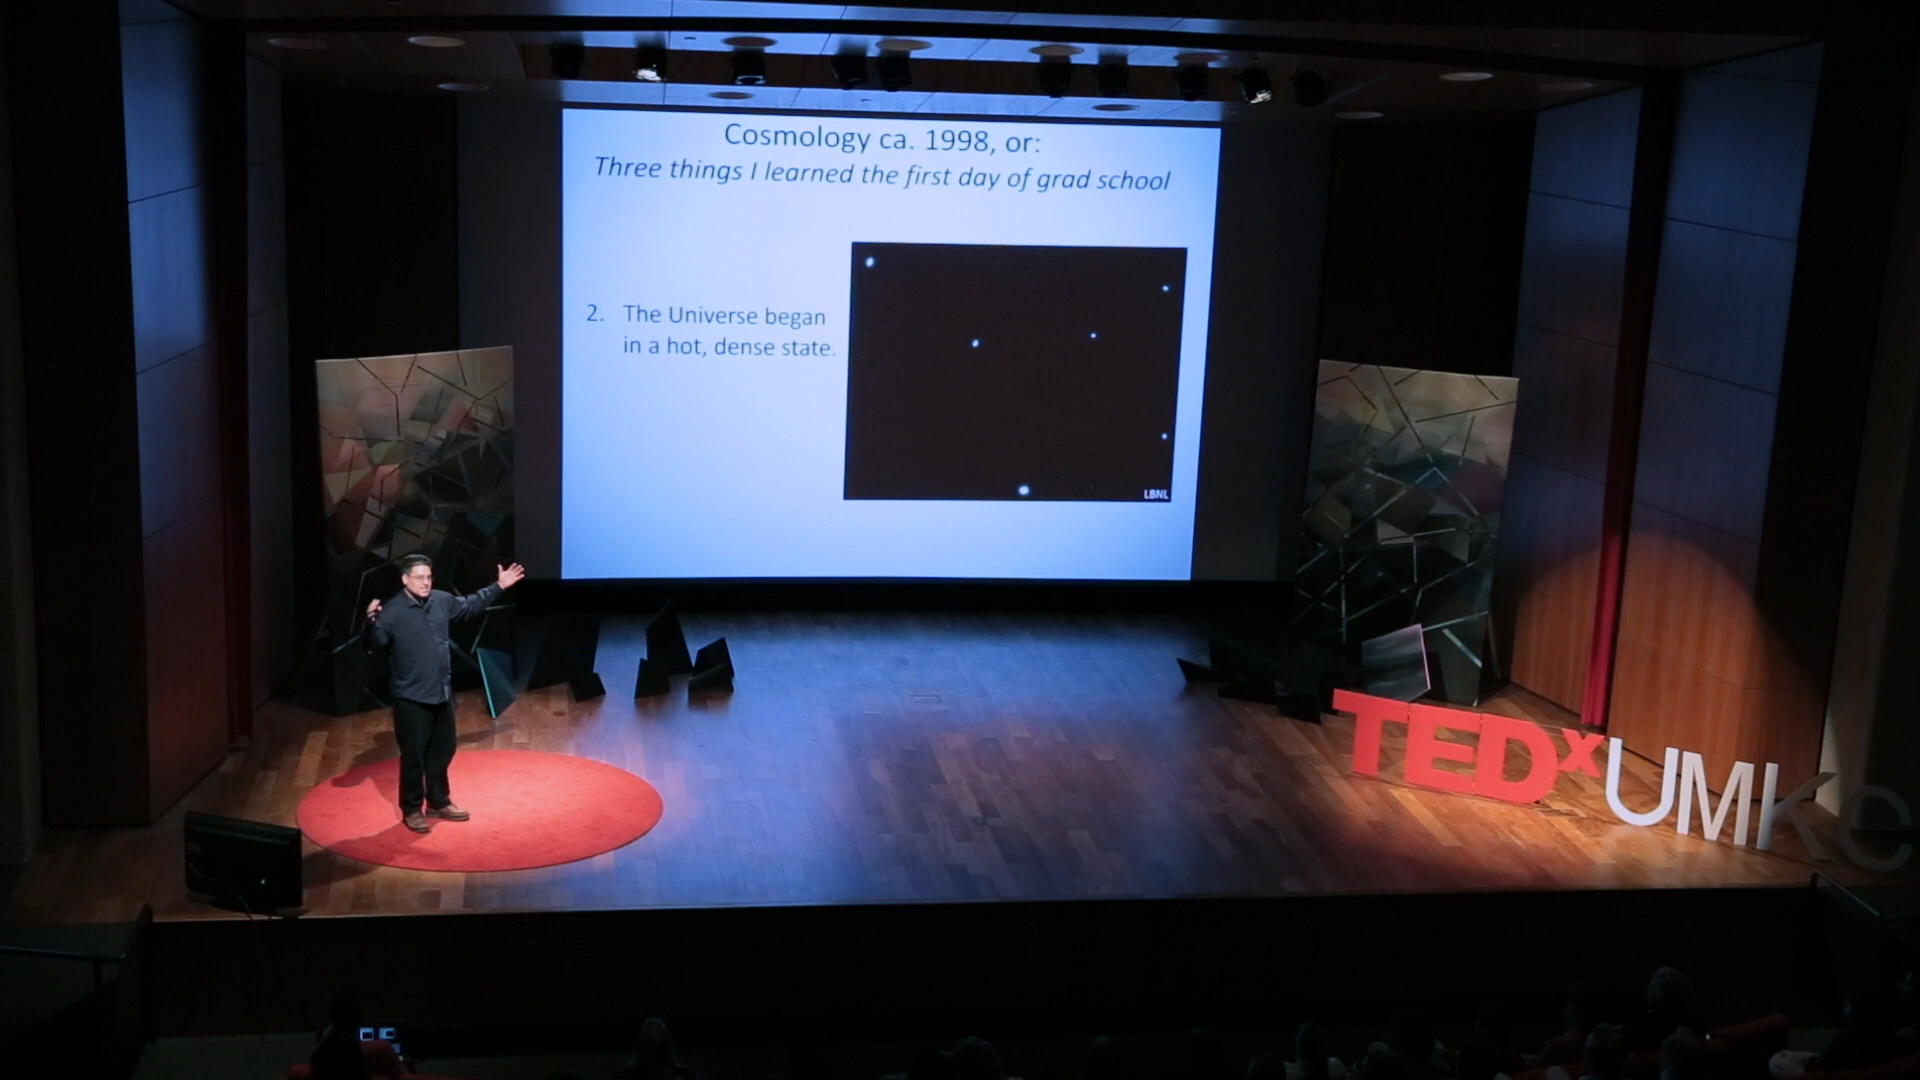 Cosmology ca. 1998, or:
Three things I learned the first day of grad school
2. The Universe began
in a hot, dense state.
LBNL
TEDxUMKC